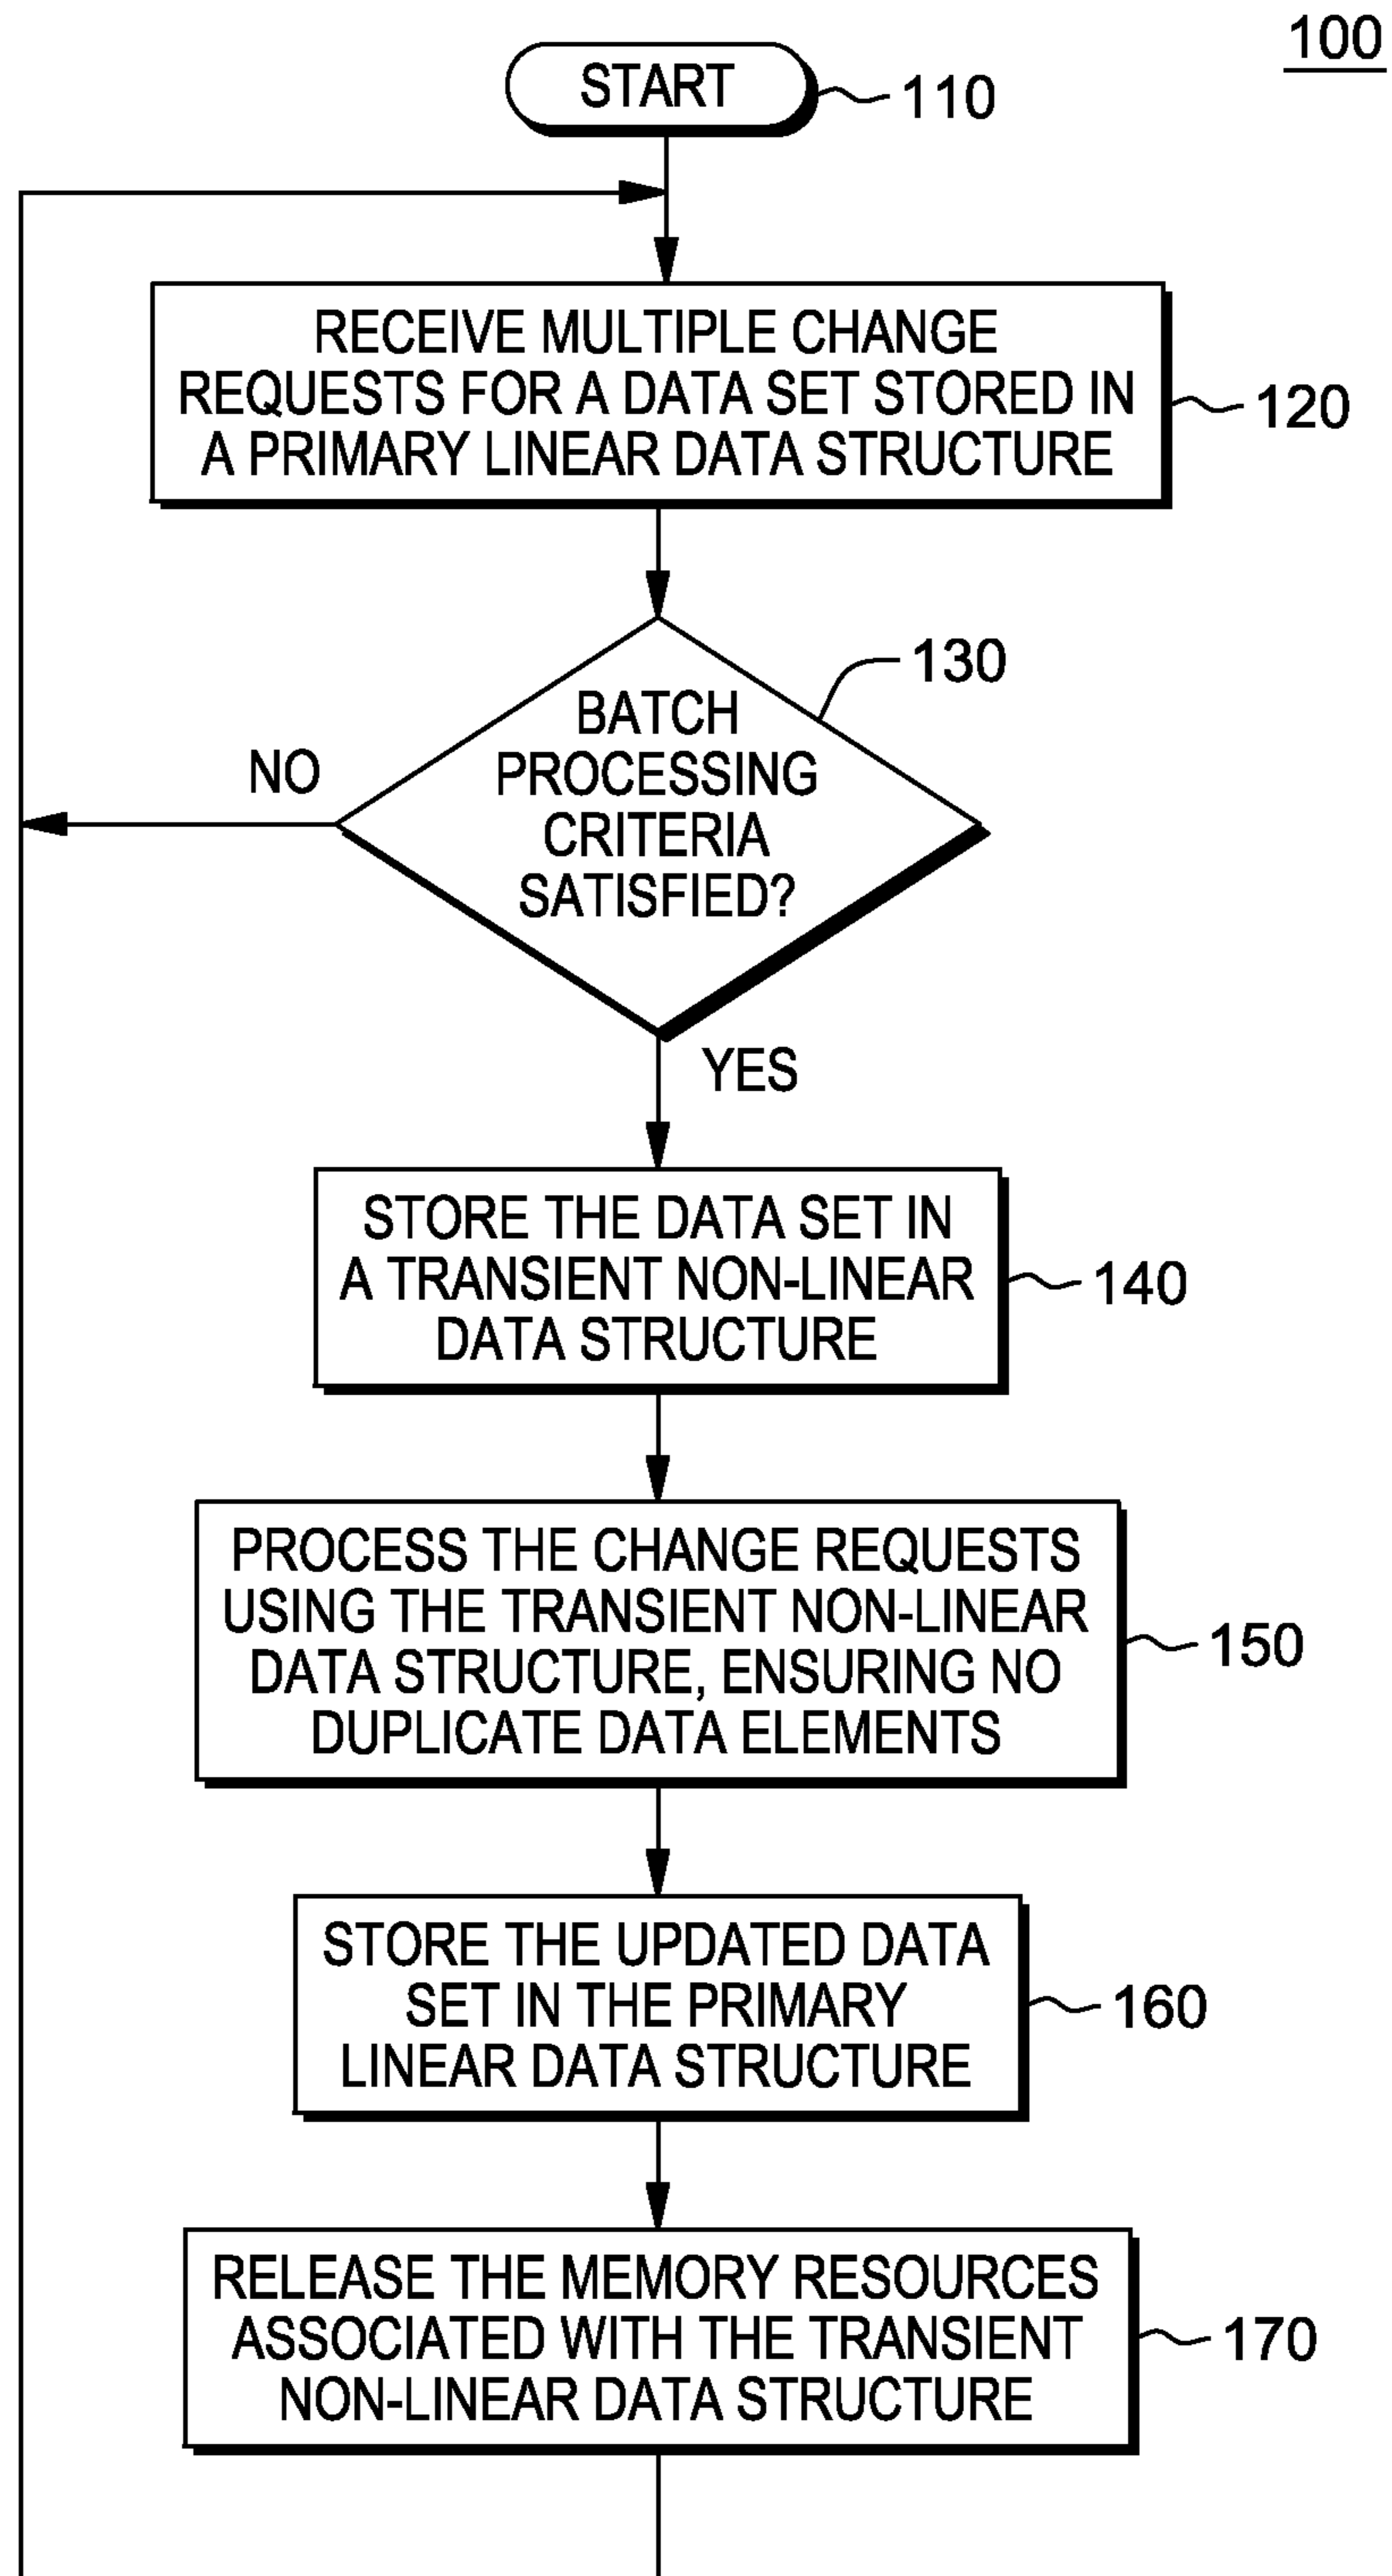 100
START
110
RECEIVE MULTIPLE CHANGE
REQUESTS FOR A DATA SET STORED IN
A PRIMARY LINEAR DATA STRUCTURE
120
130
BATCH
PROCESSING
CRITERIA
SATISFIED?
NO
YES
STORE THE DATA SET IN
A TRANSIENT NON-LINEAR
DATA STRUCTURE
140
PROCESS THE CHANGE REQUESTS
USING THE TRANSIENT NON-LINEAR
DATA STRUCTURE, ENSURING NO
DUPLICATE DATA ELEMENTS
150
STORE THE UPDATED DATA
SET IN THE PRIMARY
LINEAR DATA STRUCTURE
160
RELEASE THE MEMORY RESOURCES
ASSOCIATED WITH THE TRANSIENT
NON-LINEAR DATA STRUCTURE
170